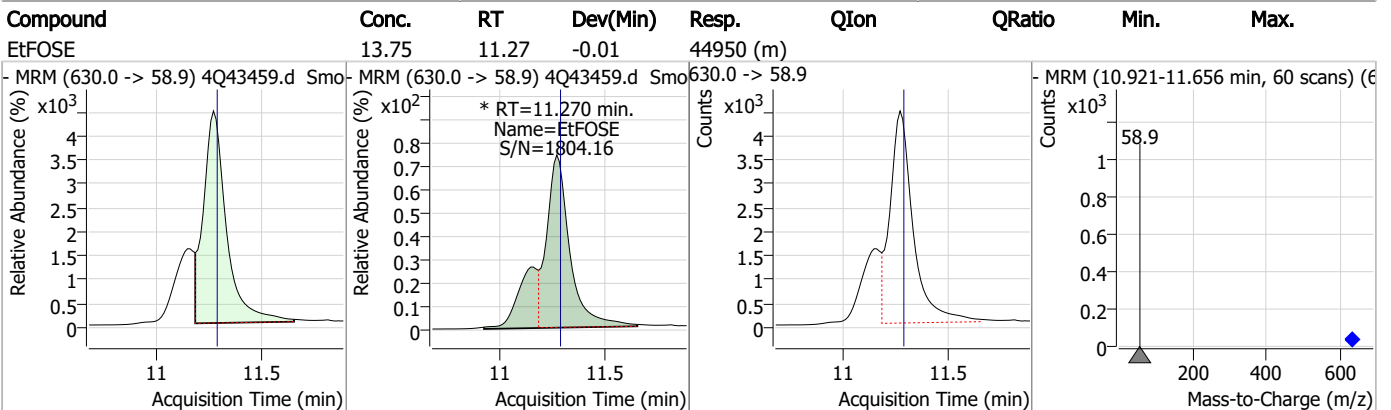 Compound Conc. RT Dev(Min) Resp. QIon QRatio Min. Max.
EtFOSE 13.75 11.27 -0.01 44950 (m)
- MRM (630.0 -> 58.9) 4Q43459.d Smo
Relative Abundance (%)
x10³
4
3.5
3
2.5
2
1.5
1
0.5
0
11 11.5
Acquisition Time (min)
- MRM (630.0 -> 58.9) 4Q43459.d Smo
Relative Abundance (%)
x10²
* RT=11.270 min.
Name=EtFOSE
S/N=1804.16
0.8
0.7
0.6
0.5
0.4
0.3
0.2
0.1
0
11 11.5
Acquisition Time (min)
630.0 -> 58.9
Counts
x10³
4
3.5
3
2.5
2
1.5
1
0.5
0
11 11.5
Acquisition Time (min)
- MRM (10.921-11.656 min, 60 scans) (6
Counts
x10³
58.9
1
0.8
0.6
0.4
0.2
0
200 400 600
Mass-to-Charge (m/z)